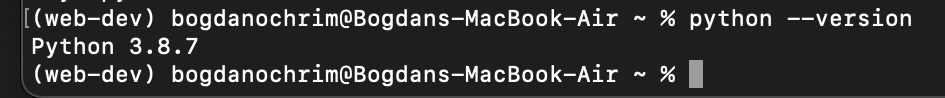 [(web-dev) bogdanochrim@Bogdans-MacBook-Air ~ % python --version
Python 3.8.7
(web-dev) bogdanochrim@Bogdans-MacBook-Air ~ %